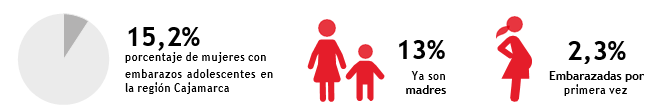 15,2%
porcentaje de mujeres con
embarazos adolescentes en
la región Cajamarca
13%
Ya son
madres
2,3%
Embarazadas por
primera vez